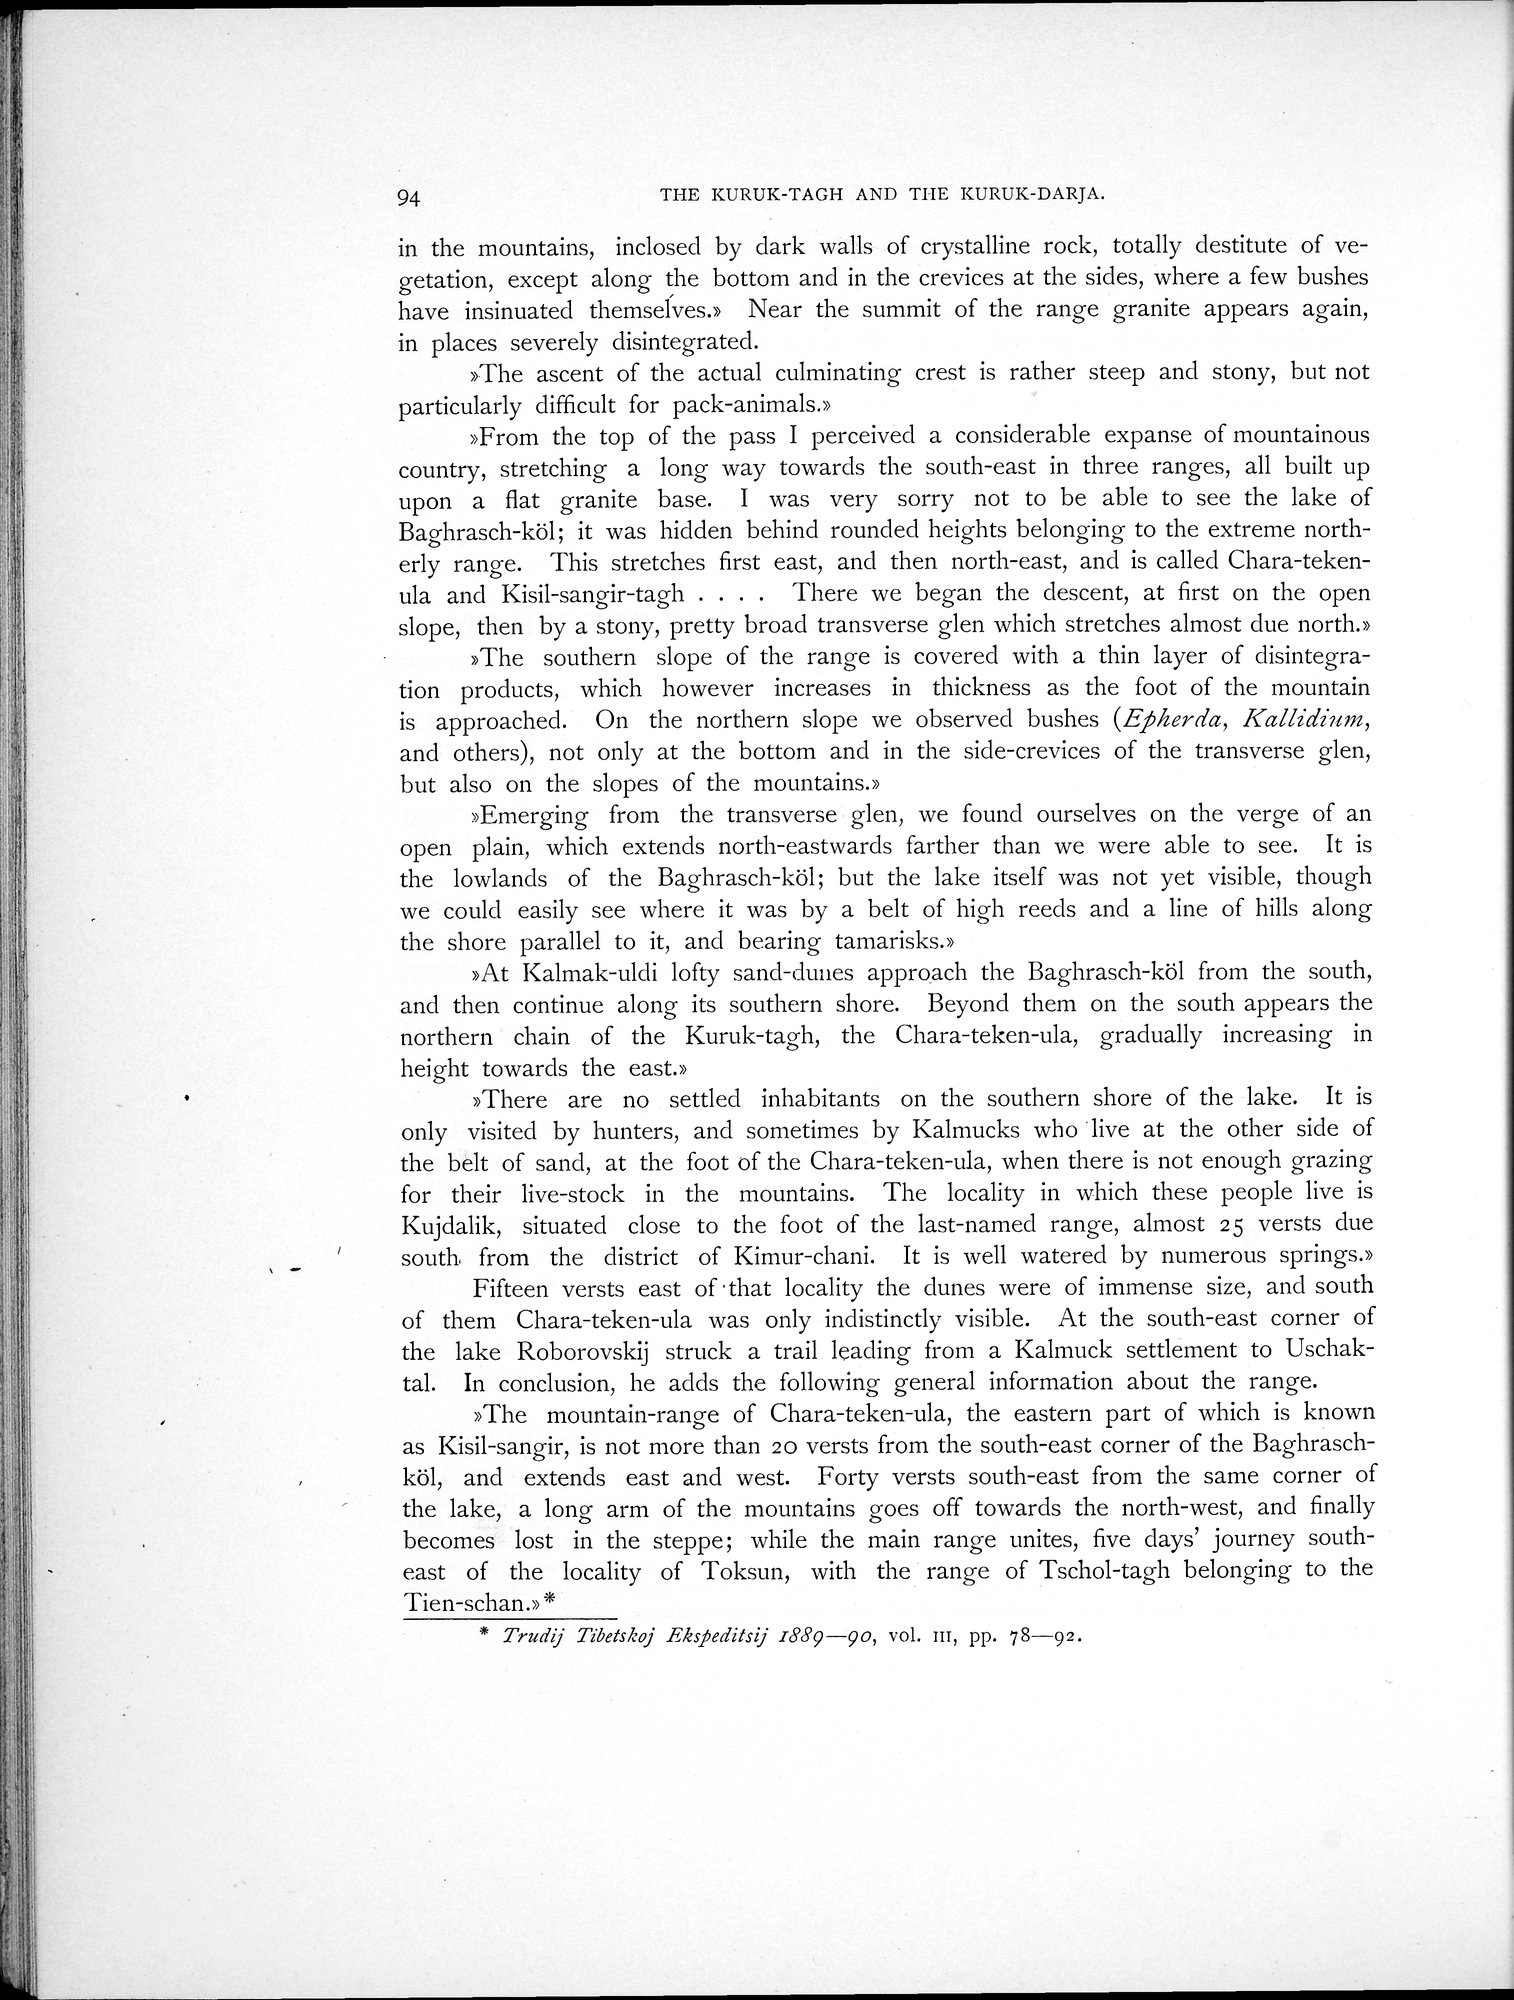 94
THE KURUK-TAGH AND THE KURUK-DARJA.
in the mountains, inclosed by dark walls of crystalline rock, totally destitute of ve-
getation, except along the bottom and in the crevices at the sides, where a few bushes
have insinuated themselves.» Near the summit of the range granite appears again,
in places severely disintegrated.
»The ascent of the actual culminating crest is rather steep and stony, but not
particularly difficult for pack-animals.»
»From the top of the pass I perceived a considerable expanse of mountainous
country, stretching a long way towards the south-east in three ranges, all built up
upon a flat granite base. I was very sorry not to be able to see the lake of
Baghrasch-köl; it was hidden behind rounded heights belonging to the extreme north-
erly range. This stretches first east, and then north-east, and is called Chara-teken-
ula and Kisil-sangir-tagh . . . . There we began the descent, at first on the open
slope, then by a stony, pretty broad transverse glen which stretches almost due north.»
»The southern slope of the range is covered with a thin layer of disintegra-
tion products, which however increases in thickness as the foot of the mountain
is approached. On the northern slope we observed bushes (Epherda, Kallidium,
and others), not only at the bottom and in the side-crevices of the transverse glen,
but also on the slopes of the mountains.»
»Emerging from the transverse glen, we found ourselves on the verge of an
open plain, which extends north-eastwards farther than we were able to see. It is
the lowlands of the Baghrasch-köl; but the lake itself was not yet visible, though
we could easily see where it was by a belt of high reeds and a line of hills along
the shore parallel to it, and bearing tamarisks.»
»At Kalmak-uldi lofty sand-dunes approach the Baghrasch-köl from the south,
and then continue along its southern shore. Beyond them on the south appears the
northern chain of the Kuruk-tagh, the Chara-teken-ula, gradually increasing in
height towards the east.»
»There are no settled inhabitants on the southern shore of the lake. It is
only visited by hunters, and sometimes by Kalmucks who live at the other side of
the belt of sand, at the foot of the Chara-teken-ula, when there is not enough grazing
for their live-stock in the mountains. The locality in which these people live is
Kujdalik, situated close to the foot of the last-named range, almost 25 versts due
south from the district of Kimur-chani. It is well watered by numerous springs.»
Fifteen versts east of that locality the dunes were of immense size, and south
of them Chara-teken-ula was only indistinctly visible. At the south-east corner of
the lake Roborovskij struck a trail leading from a Kalmuck settlement to Uschak-
tal. In conclusion, he adds the following general information about the range.
»The mountain-range of Chara-teken-ula, the eastern part of which is known
as Kisil-sangir, is not more than 20 versts from the south-east corner of the Baghrasch-
köl, and extends east and west. Forty versts south-east from the same corner of
the lake, a long arm of the mountains goes off towards the north-west, and finally
becomes lost in the steppe; while the main range unites, five days' journey south-
east of the locality of Toksun, with the range of Tschol-tagh belonging to the
Tien-schan.»*
* Trudij Tibetskoj Ekspeditsij 1889—90, vol. III, pp. 78—92.